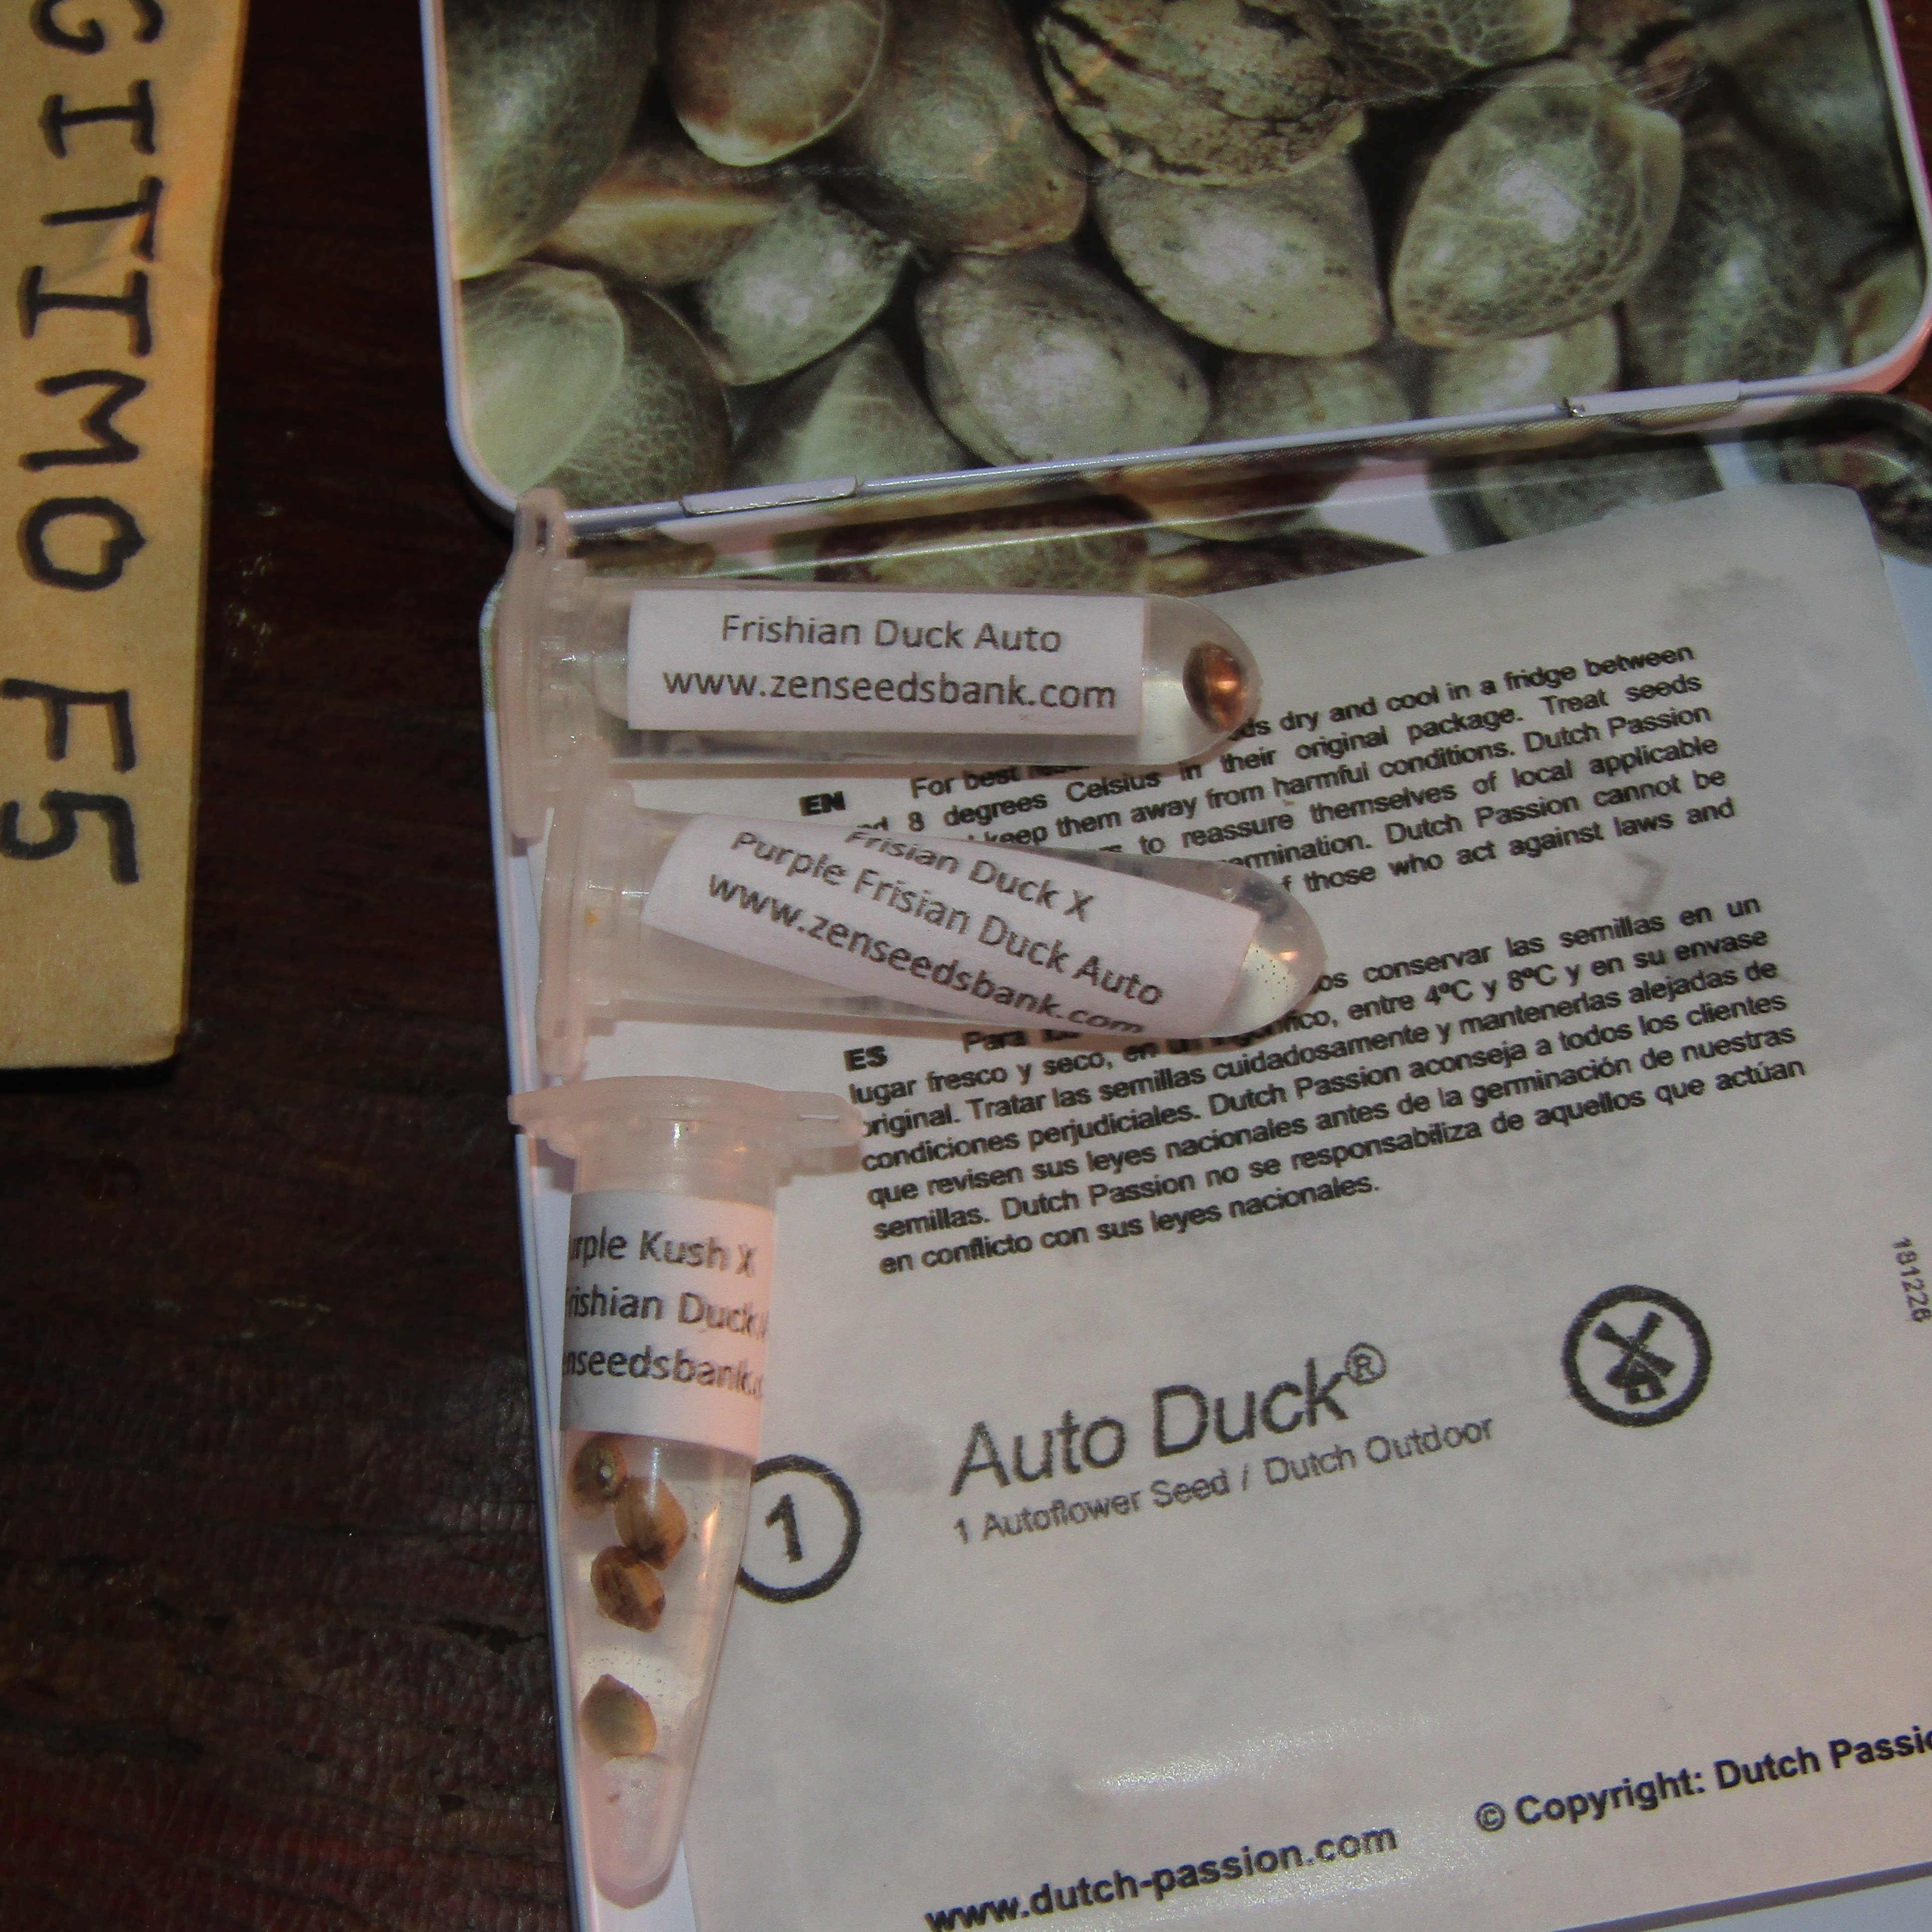 GITIMO F5
Frishian Duck Auto
www.zenseedsbank.com
Frisian Duck X
Purple Frisian Duck Auto
www.zenseedsbank.com
rple Kush X
rishian Duck
nseedsbank.
EN For best ds dry and cool in a fridge between
8 degrees Celsius in their original package. Treat seeds
keep them away from harmful conditions. Dutch Passion
to reassure themselves of local applicable
ermination. Dutch Passion cannot be
f those who act against laws and
ES Para os conservar las semillas en un
lugar fresco y seco, en un fico, entre 4ºC y 8ºC y en su envase
original. Tratar las semillas cuidadosamente y mantenerlas alejadas de
condiciones perjudiciales. Dutch Passion aconseja a todos los clientes
que revisen sus leyes nacionales antes de la germinación de nuestras
semillas. Dutch Passion no se responsabiliza de aquellos que actúan
en conflicto con sus leyes nacionales.
181226
1
Auto Duck®
1 Autoflower Seed / Dutch Outdoor
www.dutch-passion.com
© Copyright: Dutch Passi